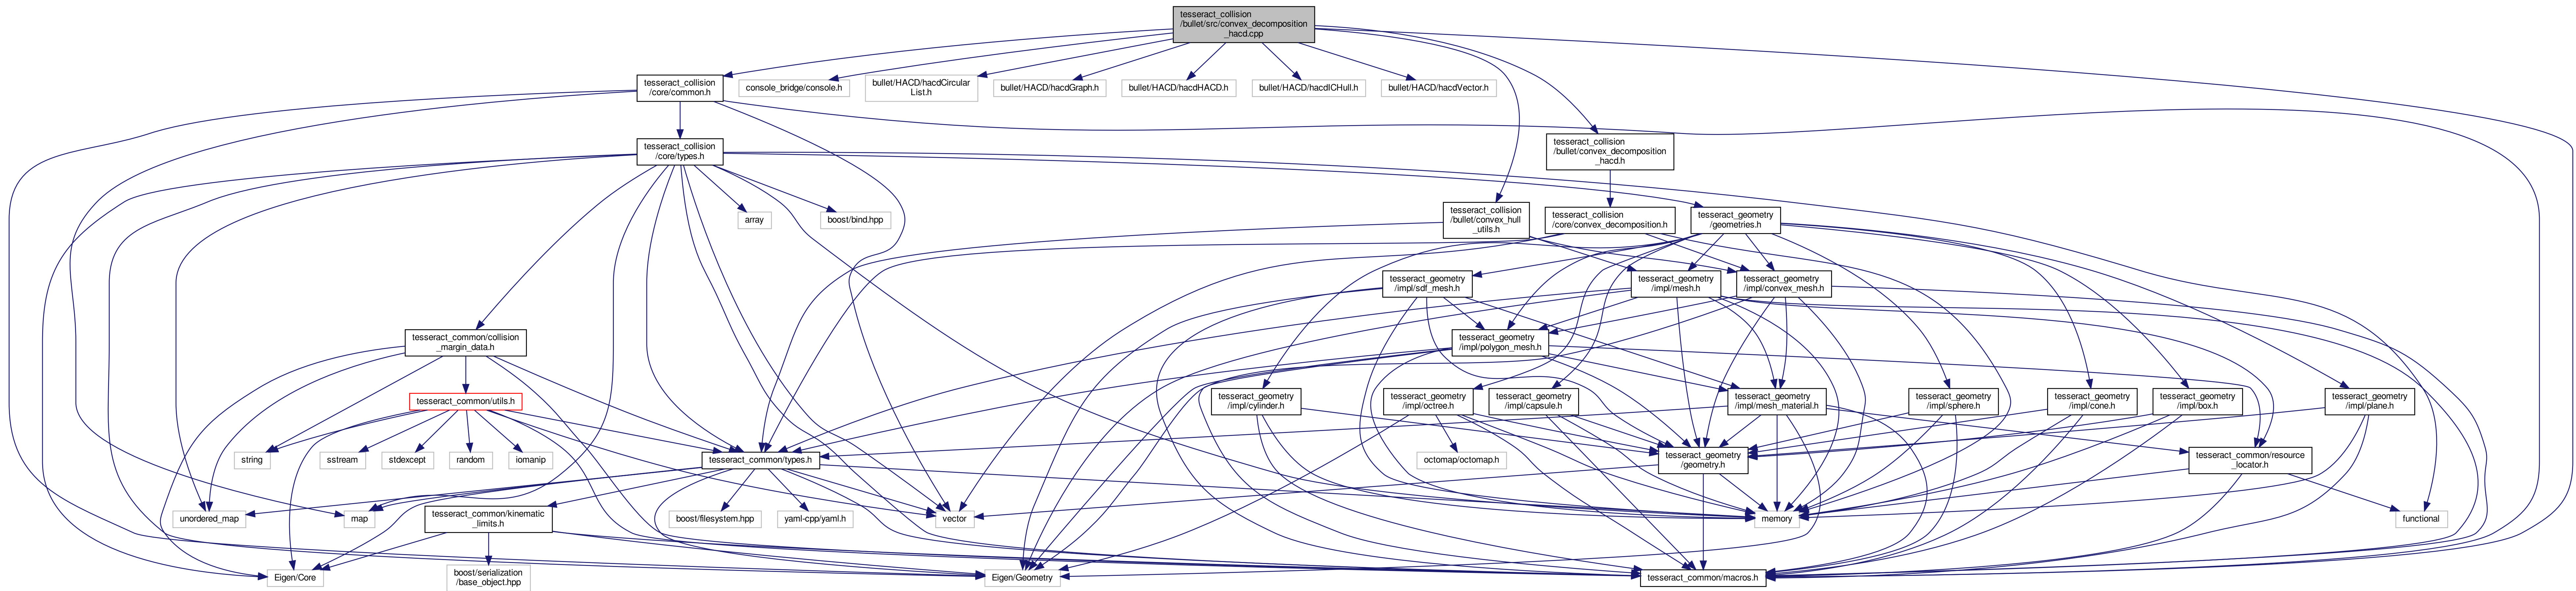 tesseract_collision
/bullet/src/convex_decomposition
_hacd.cpp
tesseract_collision
/core/common.h
console_bridge/console.h
bullet/HACD/hacdCircular
List.h
bullet/HACD/hacdGraph.h
bullet/HACD/hacdHACD.h
bullet/HACD/hacdICHull.h
bullet/HACD/hacdVector.h
tesseract_collision
/core/types.h
tesseract_collision
/bullet/convex_decomposition
_hacd.h
array
boost/bind.hpp
tesseract_collision
/bullet/convex_hull
_utils.h
tesseract_collision
/core/convex_decomposition.h
tesseract_geometry
/geometries.h
tesseract_geometry
/impl/sdf_mesh.h
tesseract_geometry
/impl/mesh.h
tesseract_geometry
/impl/convex_mesh.h
tesseract_common/collision
_margin_data.h
tesseract_geometry
/impl/polygon_mesh.h
tesseract_common/utils.h
tesseract_geometry
/impl/cylinder.h
tesseract_geometry
/impl/octree.h
tesseract_geometry
/impl/capsule.h
tesseract_geometry
/impl/mesh_material.h
tesseract_geometry
/impl/sphere.h
tesseract_geometry
/impl/cone.h
tesseract_geometry
/impl/box.h
tesseract_geometry
/impl/plane.h
string
sstream
stdexcept
random
iomanip
tesseract_common/types.h
octomap/octomap.h
tesseract_geometry
/geometry.h
tesseract_common/resource
_locator.h
unordered_map
map
tesseract_common/kinematic
_limits.h
boost/filesystem.hpp
yaml-cpp/yaml.h
vector
memory
functional
Eigen/Core
boost/serialization
/base_object.hpp
Eigen/Geometry
tesseract_common/macros.h